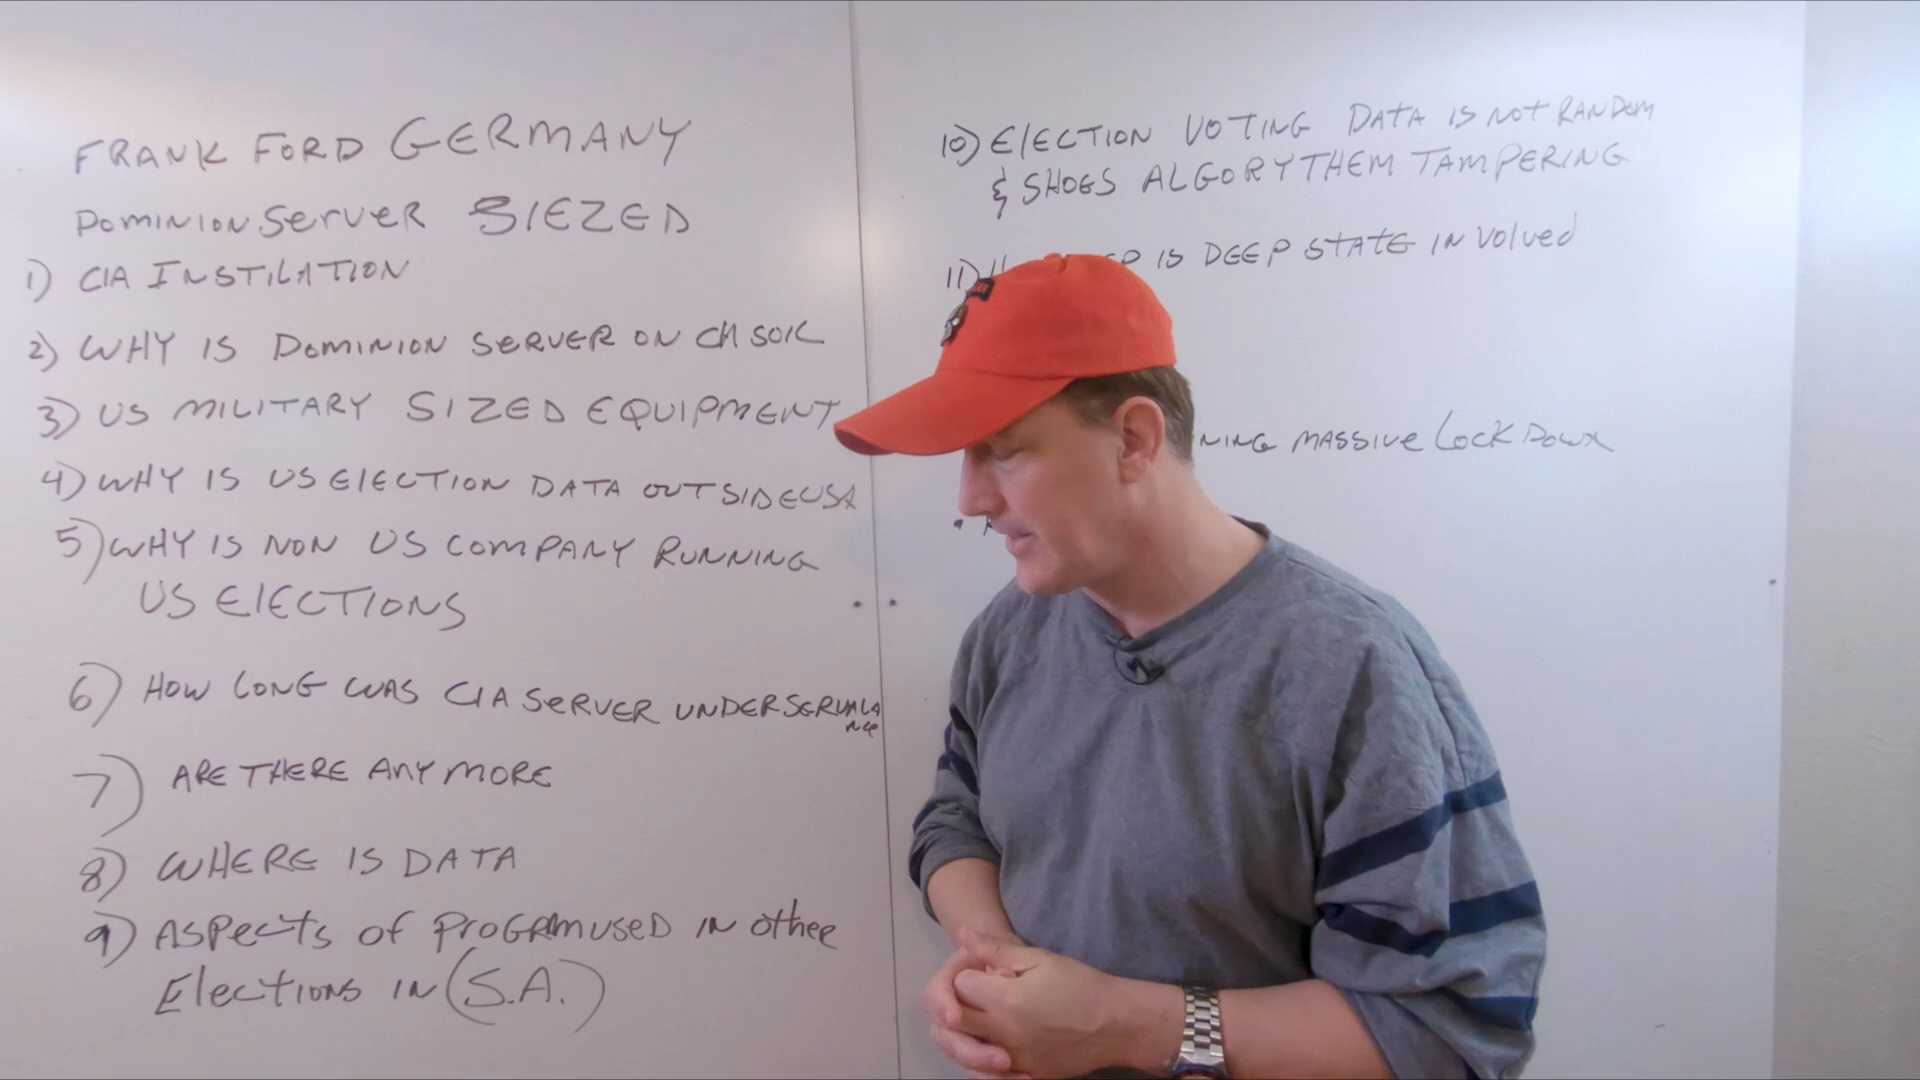 FRANK FORD GERMANY
DOMINION SERVER SIEZED
1) CIA INSTILATION
2) WHY IS DOMINION SERVER ON CIA SOIL
3) US MILITARY SIZED EQUIPMENT
4) WHY IS US ELECTION DATA OUTSIDE USA
5) WHY IS NON US COMPANY RUNNING
US ELECTIONS
6) HOW LONG WAS CIA SERVER UNDER
7) ARE THERE ANY MORE
8) WHERE IS DATA
9) ASPECTS OF PROGRAM USED IN OTHER
ELECTIONS IN (S.A.)
10) ELECTION VOTING DATA IS NOT RANDOM
& SHOES ALGORYTHEM TAMPERING
11) IS DEEP STATE INVOLVED
NING MASSIVE LOCK DOWN